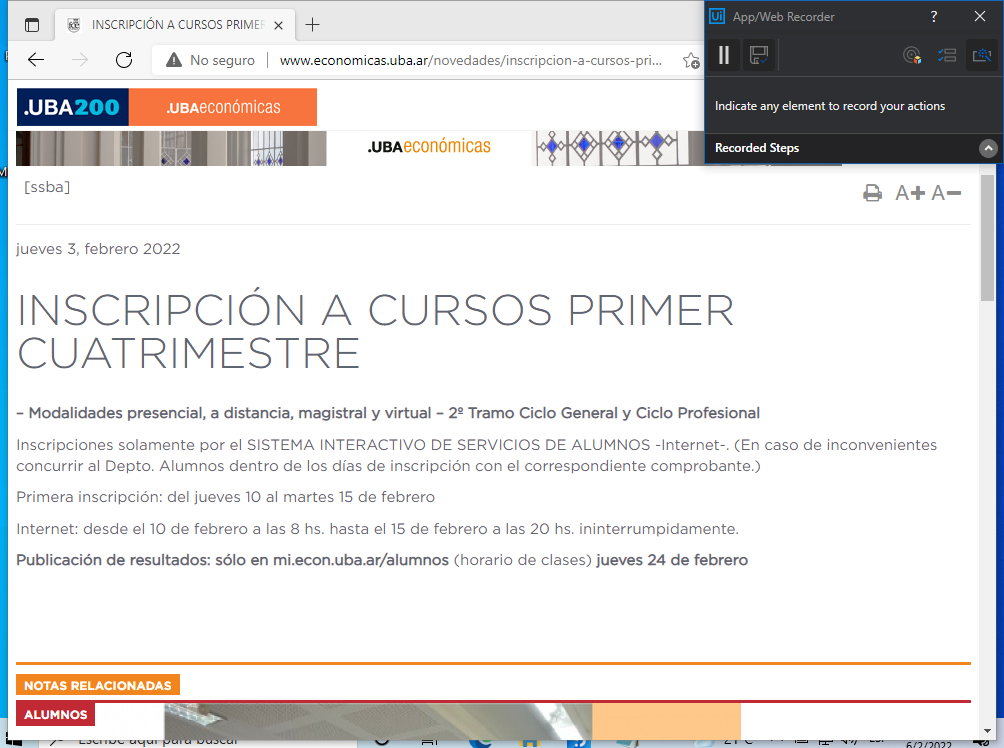 INSCRIPCIÓN A CURSOS PRIMER
App/Web Recorder
?
No seguro
www.economicas.uba.ar/novedades/inscripcion-a-cursos-pri...
Indicate any element to record your actions
Recorded Steps
.UBA200 .UBAeconómicas
.UBAeconómicas
[ssba]
A+ A-
jueves 3, febrero 2022
INSCRIPCIÓN A CURSOS PRIMER
CUATRIMESTRE
– Modalidades presencial, a distancia, magistral y virtual – 2º Tramo Ciclo General y Ciclo Profesional
Inscripciones solamente por el SISTEMA INTERACTIVO DE SERVICIOS DE ALUMNOS -Internet-. (En caso de inconvenientes
concurrir al Depto. Alumnos dentro de los días de inscripción con el correspondiente comprobante.)
Primera inscripción: del jueves 10 al martes 15 de febrero
Internet: desde el 10 de febrero a las 8 hs. hasta el 15 de febrero a las 20 hs. ininterrumpidamente.
Publicación de resultados: sólo en mi.econ.uba.ar/alumnos (horario de clases) jueves 24 de febrero
NOTAS RELACIONADAS
ALUMNOS
Escribe aquí para buscar
6/2/2022